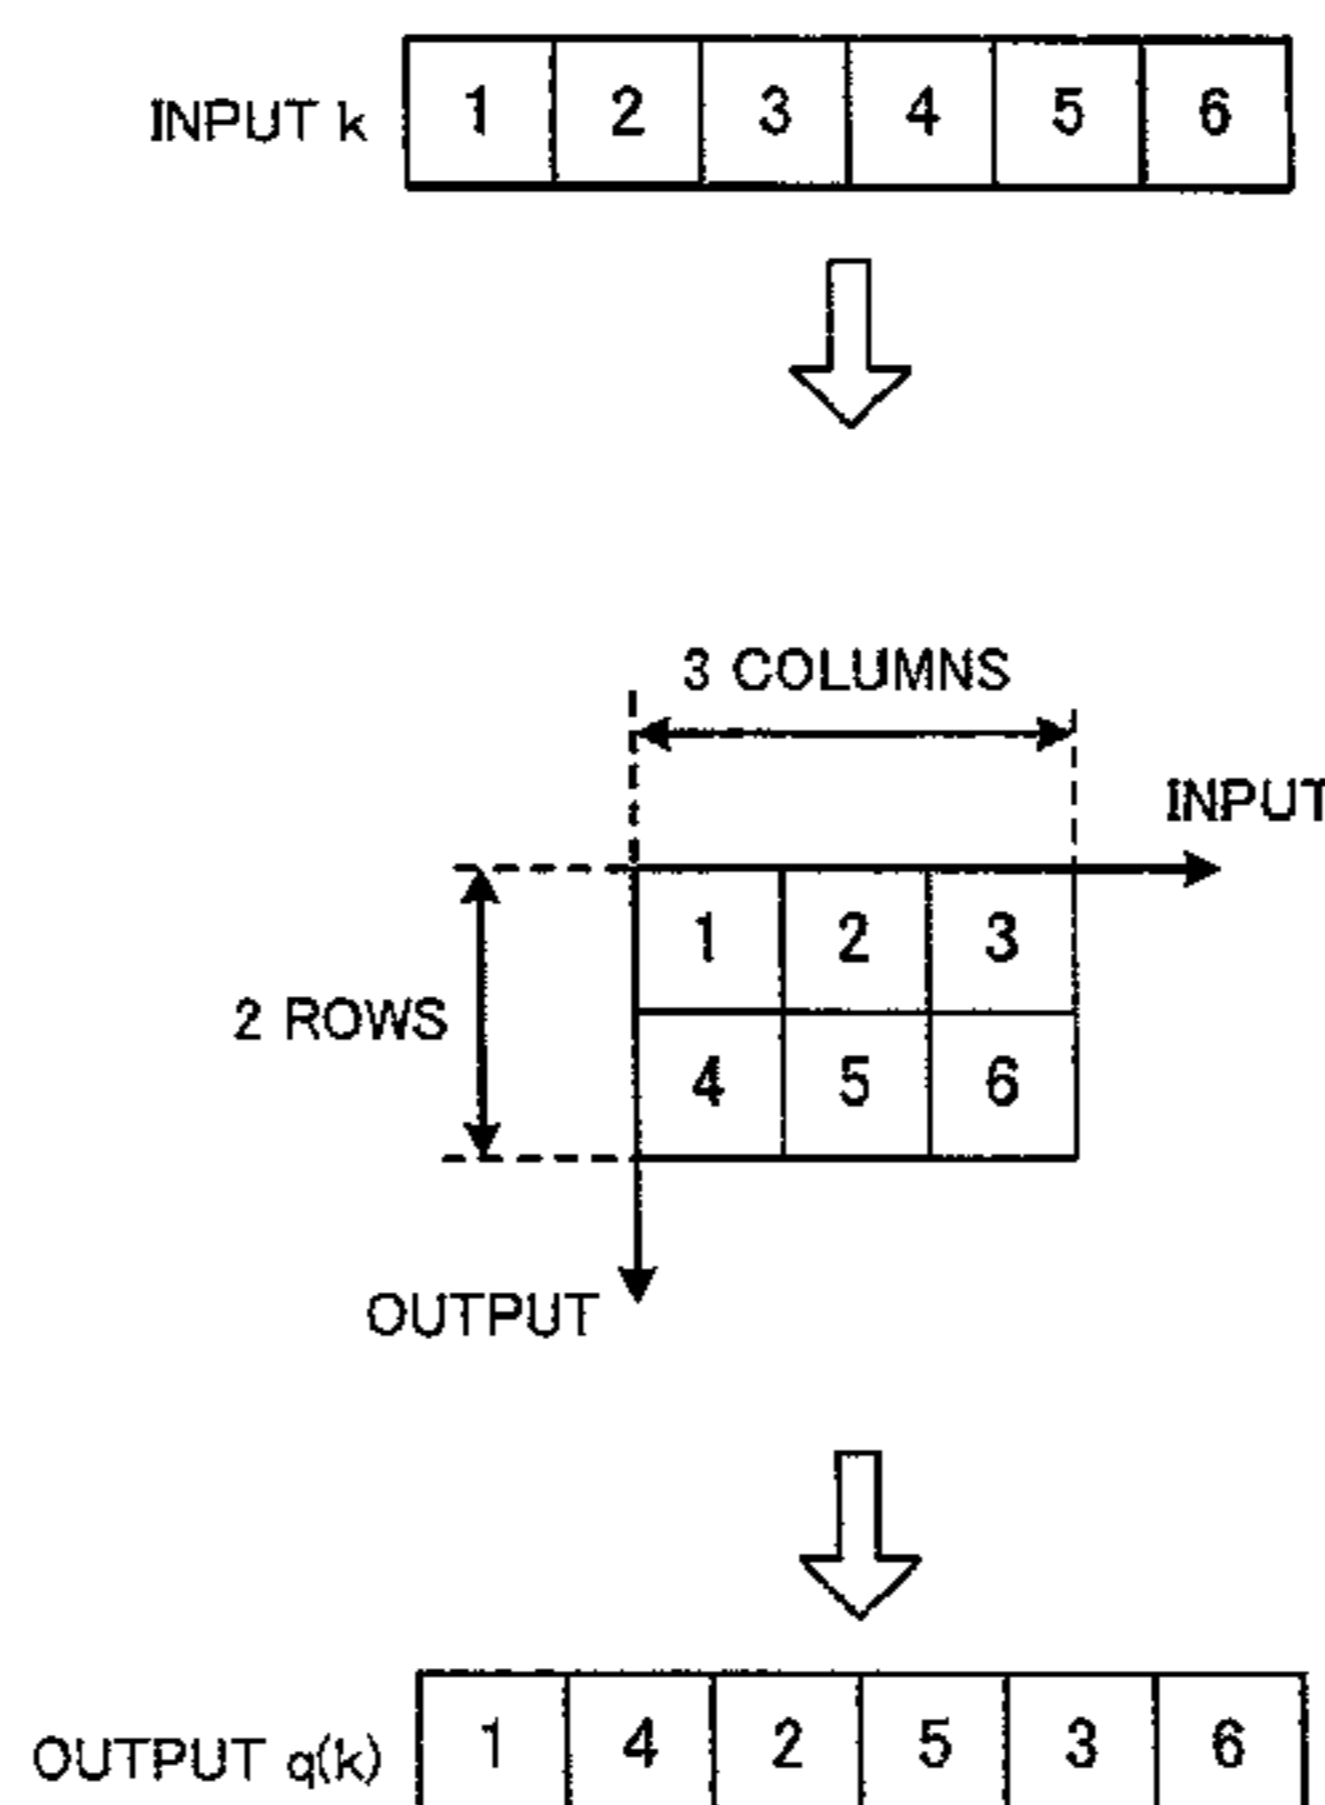 INPUT k 1 2 3 4 5 6
3 COLUMNS
INPUT
2 ROWS
1 2 3
4 5 6
OUTPUT
OUTPUT q(k) 1 4 2 5 3 6